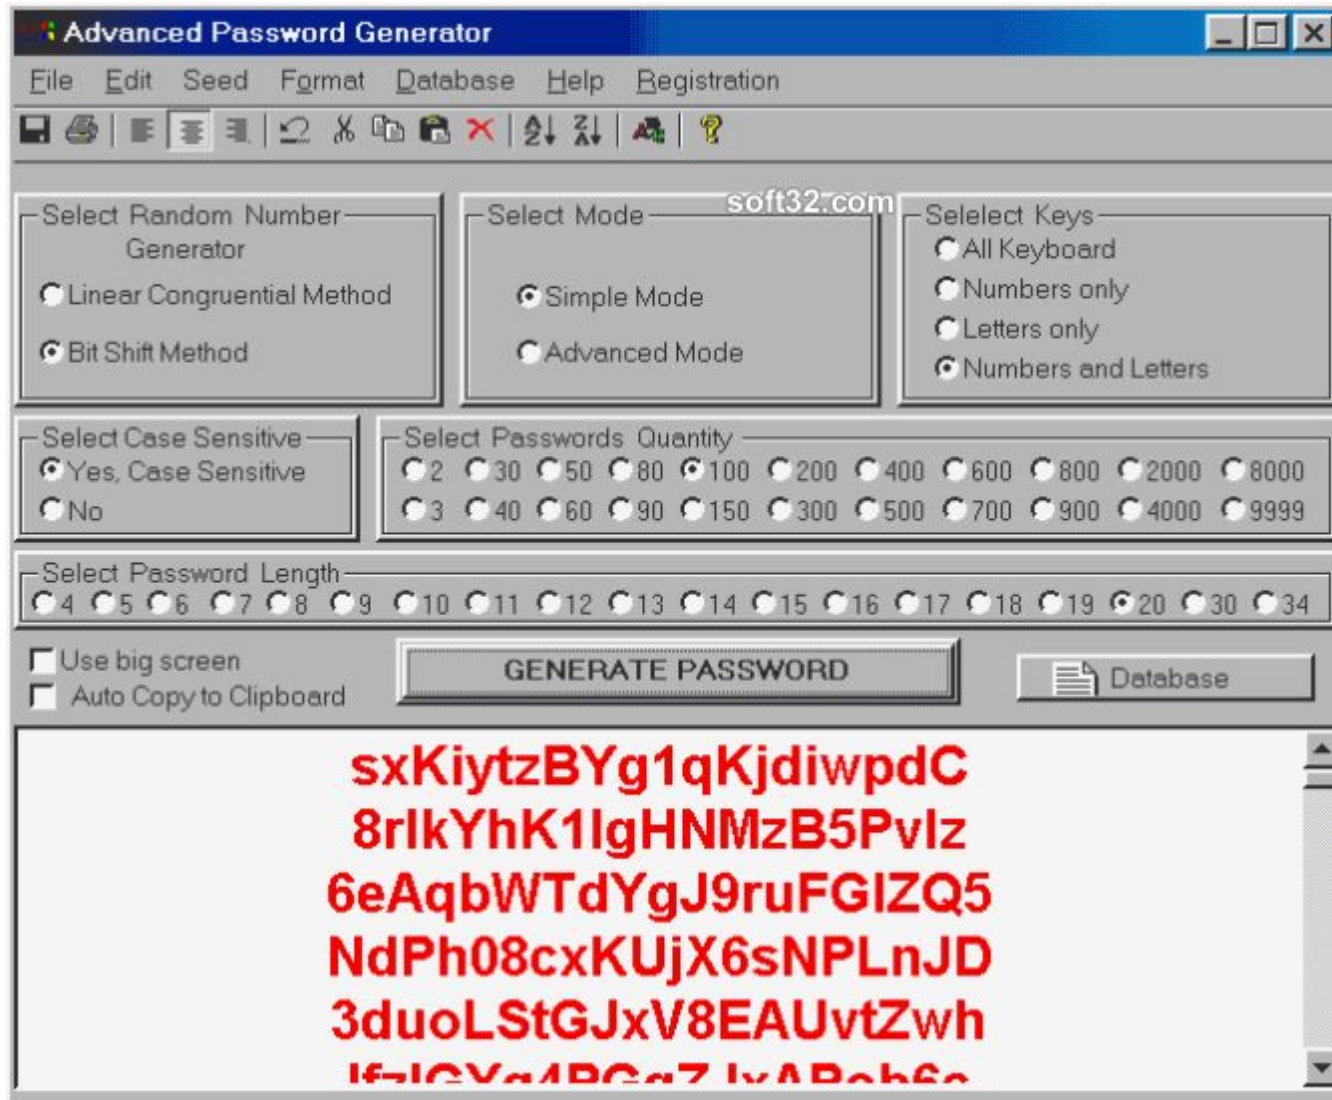 Advanced Password Generator
File Edit Seed Format Database Help Registration
soft32.com
Select Random Number
Generator
Linear Congruential Method
Bit Shift Method
Select Mode
Simple Mode
Advanced Mode
Selelect Keys
All Keyboard
Numbers only
Letters only
Numbers and Letters
Select Case Sensitive
Yes, Case Sensitive
No
Select Passwords Quantity
2 30 50 80 100 200 400 600 800 2000 8000
3 40 60 90 150 300 500 700 900 4000 9999
Select Password Length
4 5 6 7 8 9 10 11 12 13 14 15 16 17 18 19 20 30 34
Use big screen
Auto Copy to Clipboard
GENERATE PASSWORD
Database
sxKiytzBYg1qKjdiwpdC
8rIkYhK1IgHNMzB5PvIz
6eAqbWTdYgJ9ruFGIZQ5
NdPh08cxKUjX6sNPLnJD
3duoLStGJxV8EAUvtZwh